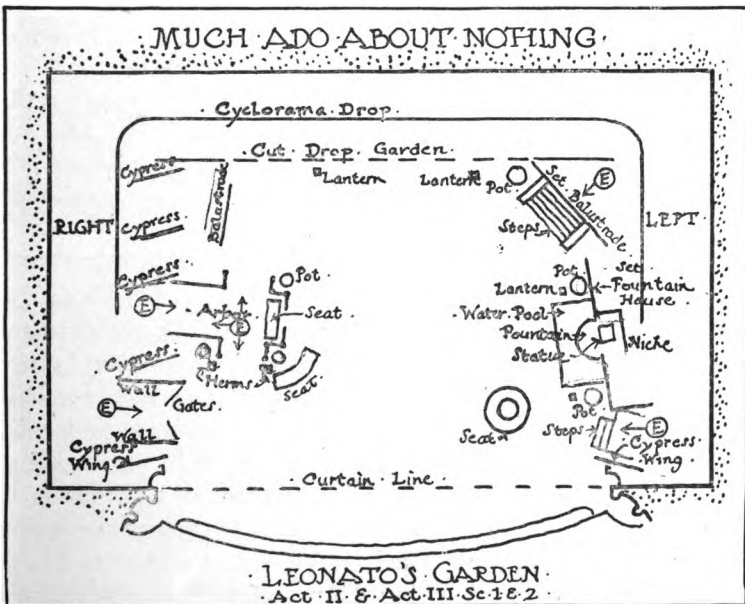 MUCH ADO ABOUT NOTHING
Cyclorama Drop
Cypress
Cut Drop Garden
Lantern
Lantern
Pot
Set Balustrade
E
Steps
RIGHT
Cypress
Balustrade
LEFT
Cypress
Pot
E
Arbor
E
Seat
Pot
Set
Lantern
Fountain House
Water Pool
Fountain
Statue
Niche
Cypress
Herms
Seat
Wall
E
Gates
Wall
Pot
Seat
Steps
E
Cypress Wing
Cypress Wing
Curtain Line
LEONATO'S GARDEN
Act II & Act III Sc 1 & 2